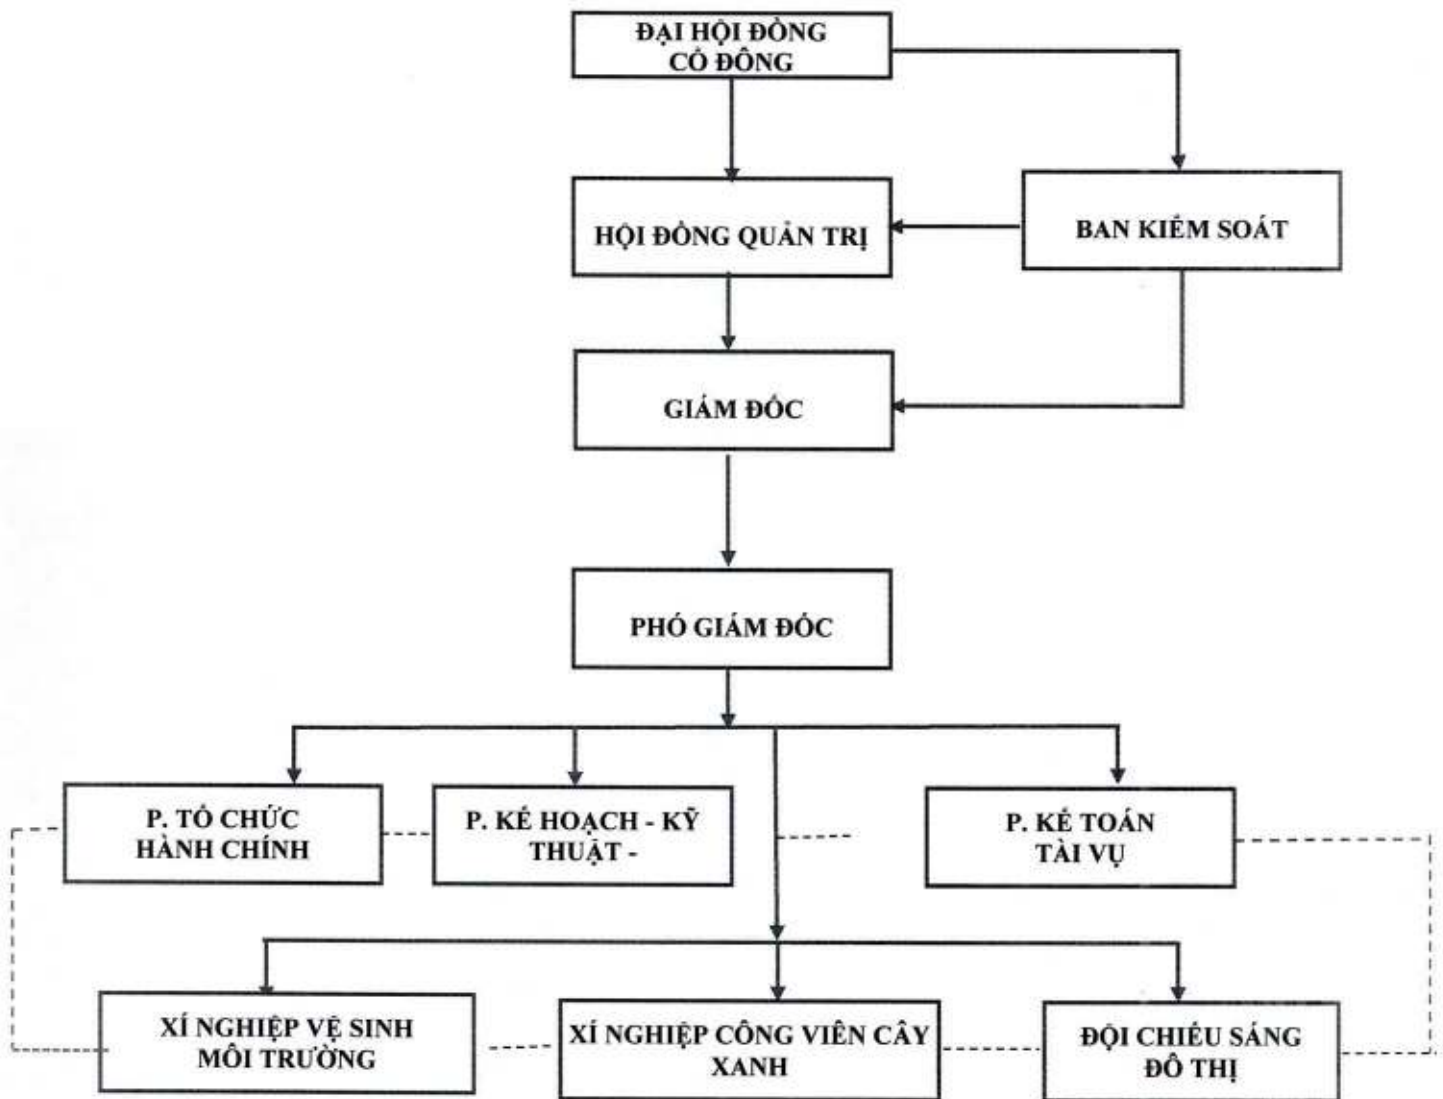 ĐẠI HỘI ĐỒNG
CỔ ĐÔNG
HỘI ĐỒNG QUẢN TRỊ
BAN KIỂM SOÁT
GIÁM ĐỐC
PHÓ GIÁM ĐỐC
P. TỔ CHỨC
HÀNH CHÍNH
P. KẾ HOẠCH - KỸ
THUẬT -
P. KẾ TOÁN
TÀI VỤ
XÍ NGHIỆP VỆ SINH
MÔI TRƯỜNG
XÍ NGHIỆP CÔNG VIÊN CÂY
XANH
ĐỘI CHIẾU SÁNG
ĐÔ THỊ